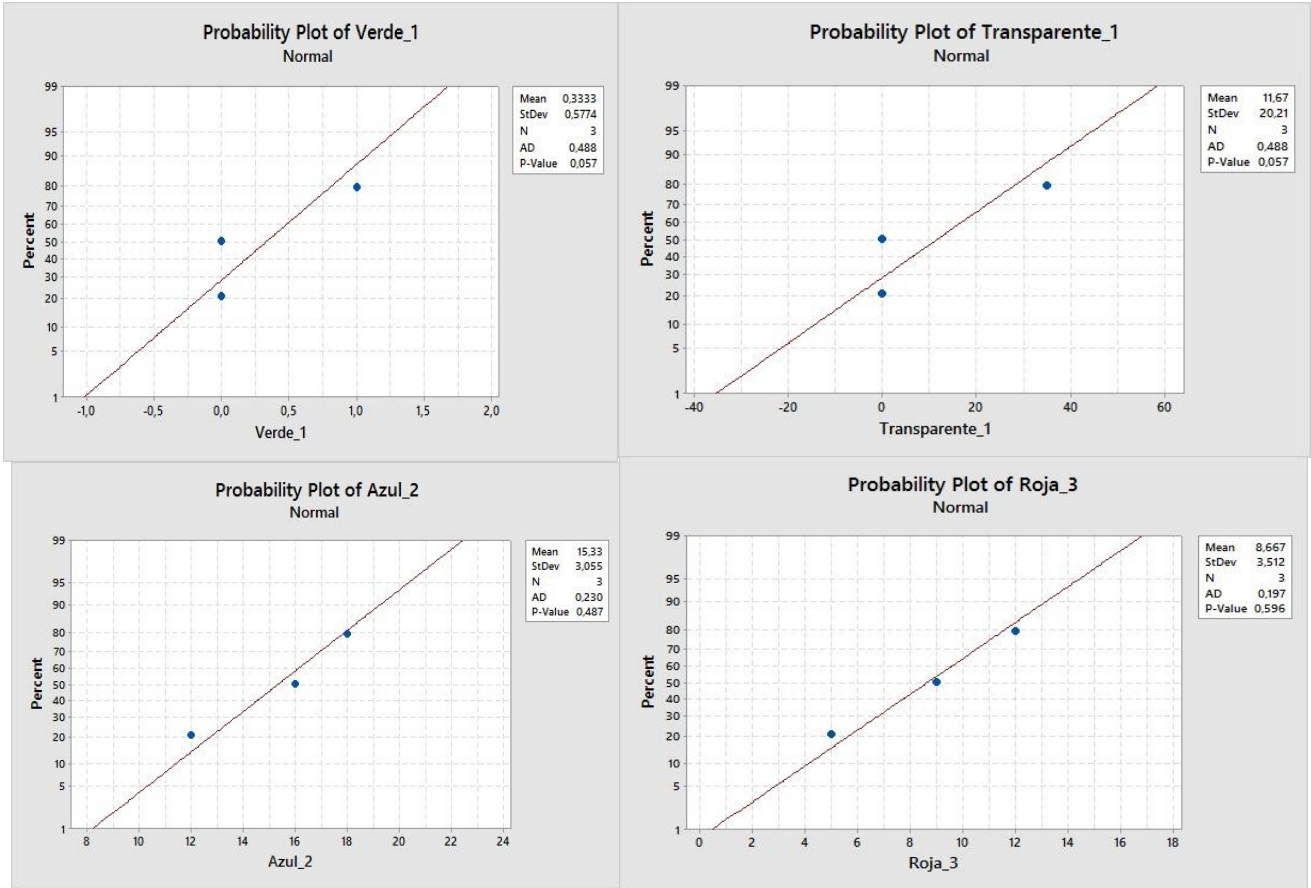 Probability Plot of Verde_1
Normal
99
95
90
80
70
60
50
40
30
20
10
5
1
Percent
-1,0 -0,5 0,0 0,5 1,0 1,5 2,0
Verde_1
Mean 0,3333
StDev 0,5774
N 3
AD 0,488
P-Value 0,057
Probability Plot of Transparente_1
Normal
99
95
90
80
70
60
50
40
30
20
10
5
1
Percent
-40 -20 0 20 40 60
Transparente_1
Mean 11,67
StDev 20,21
N 3
AD 0,488
P-Value 0,057
Probability Plot of Azul_2
Normal
99
95
90
80
70
60
50
40
30
20
10
5
1
Percent
8 10 12 14 16 18 20 22 24
Azul_2
Mean 15,33
StDev 3,055
N 3
AD 0,230
P-Value 0,487
Probability Plot of Roja_3
Normal
99
95
90
80
70
60
50
40
30
20
10
5
1
Percent
0 2 4 6 8 10 12 14 16 18
Roja_3
Mean 8,667
StDev 3,512
N 3
AD 0,197
P-Value 0,596